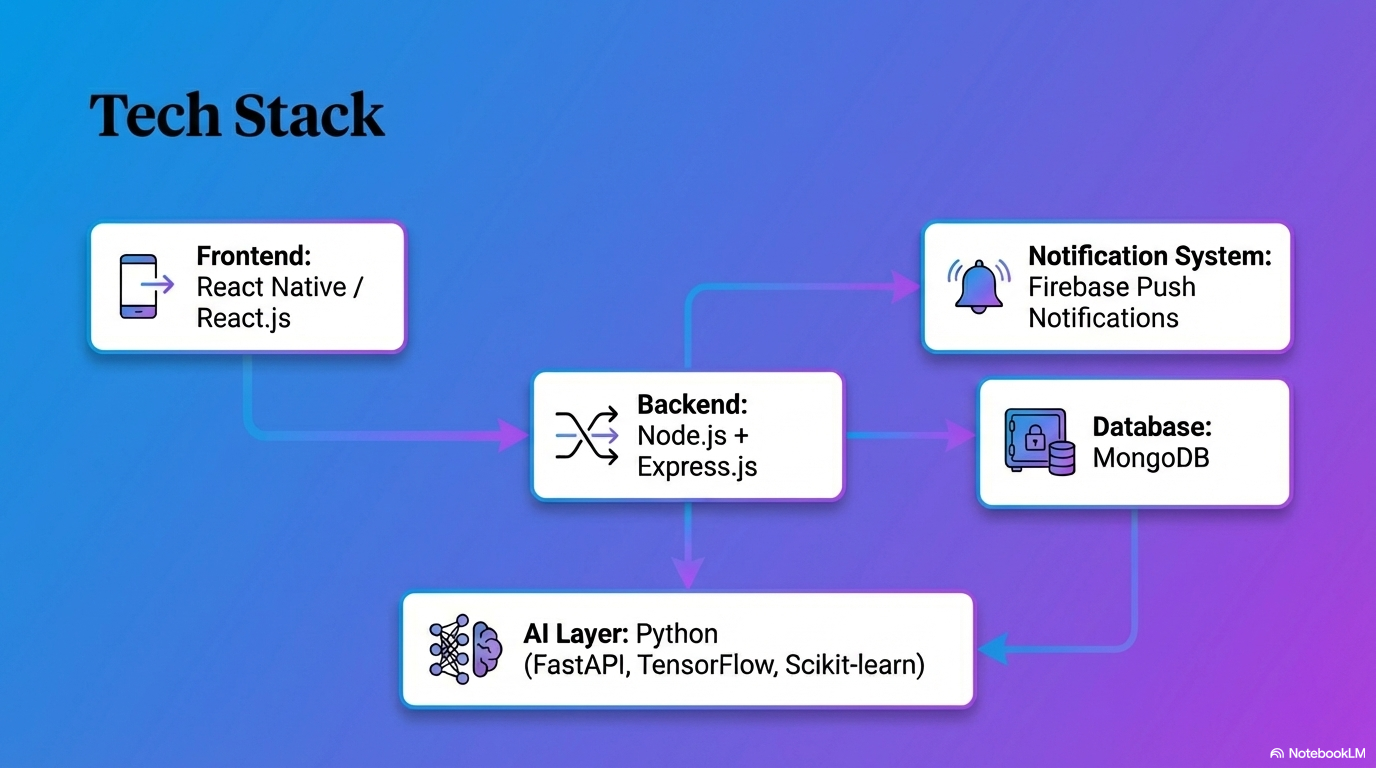 Tech Stack
Frontend:
React Native /
React.js
Notification System:
Firebase Push
Notifications
Backend:
Node.js +
Express.js
Database:
MongoDB
AI Layer: Python
(FastAPI, TensorFlow, Scikit-learn)
NotebookLM